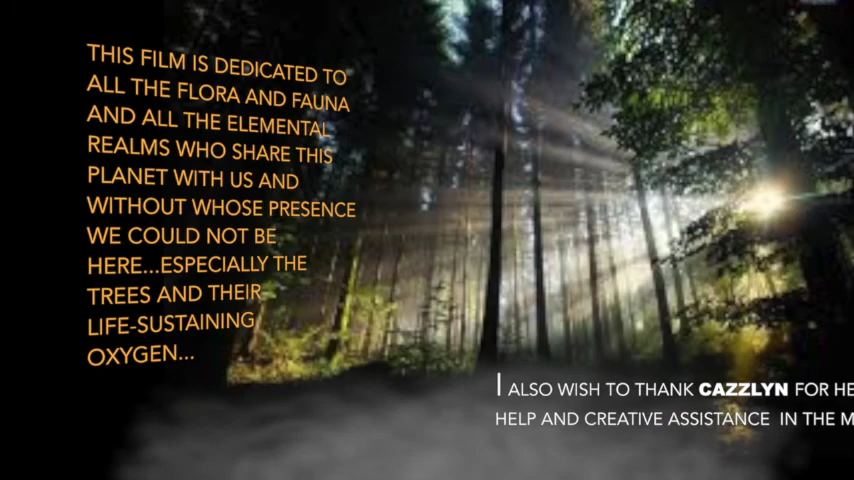 THIS FILM IS DEDICATED TO
ALL THE FLORA AND FAUNA
AND ALL THE ELEMENTAL
REALMS WHO SHARE THIS
PLANET WITH US AND
WITHOUT WHOSE PRESENCE
WE COULD NOT BE
HERE...ESPECIALLY THE
TREES AND THEIR
LIFE-SUSTAINING
OXYGEN...
I ALSO WISH TO THANK CAZZLYN FOR
HELP AND CREATIVE ASSISTANCE IN THE